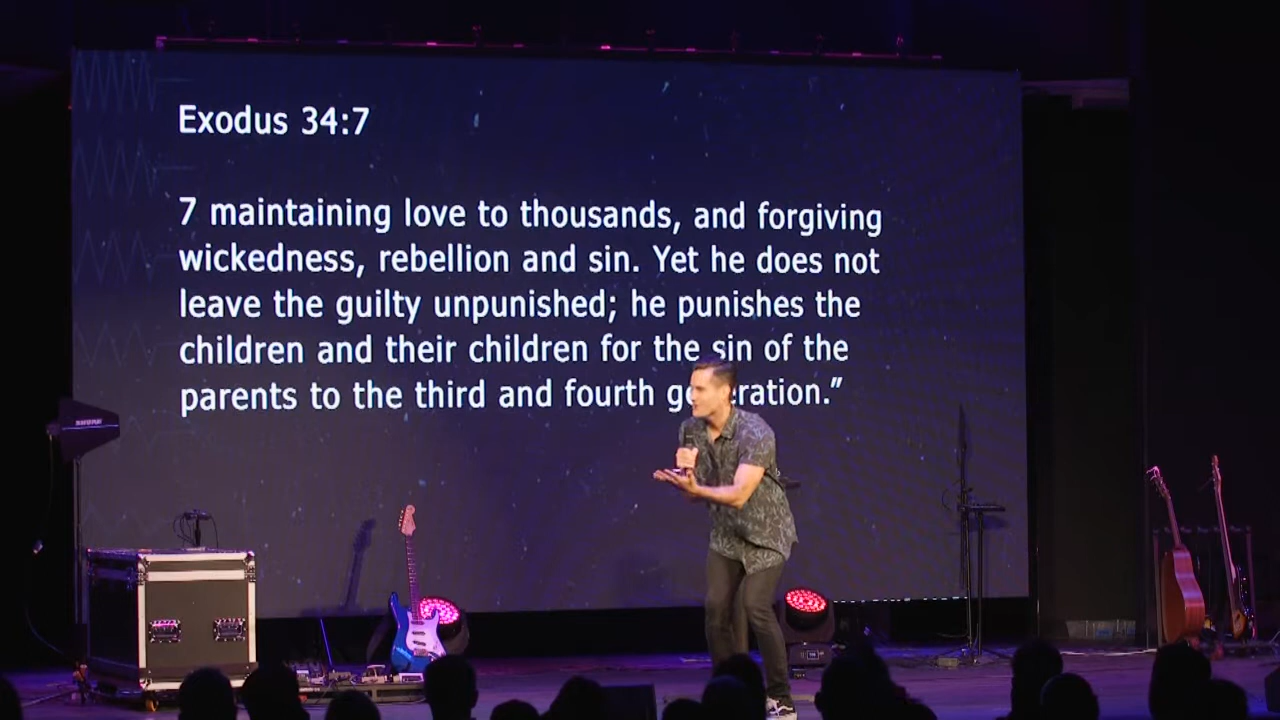 Exodus 34:7
7 maintaining love to thousands, and forgiving
wickedness, rebellion and sin. Yet he does not
leave the guilty unpunished; he punishes the
children and their children for the sin of the
parents to the third and fourth generation.”